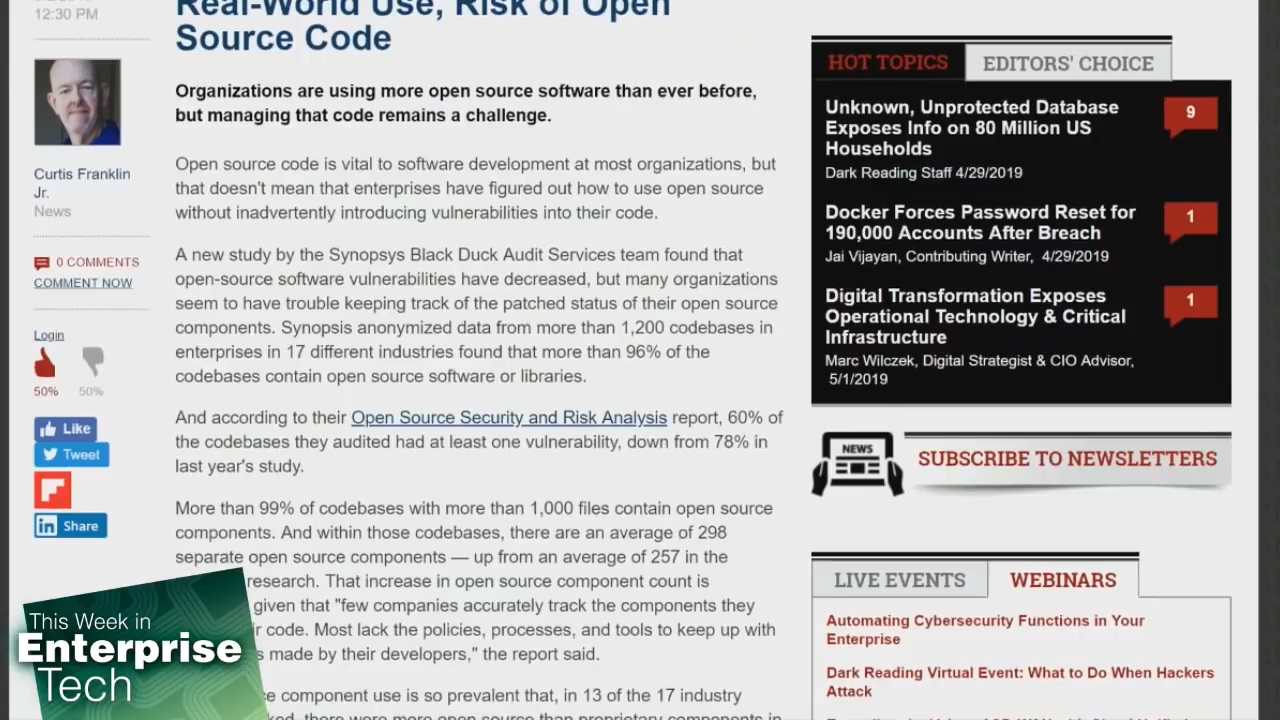 12:30 PM
Real-World Use, Risk of Open
Source Code
Organizations are using more open source software than ever before,
but managing that code remains a challenge.
Curtis Franklin
Jr.
News
0 COMMENTS
COMMENT NOW
Login
50% 50%
Like
Tweet
in Share
Open source code is vital to software development at most organizations, but
that doesn't mean that enterprises have figured out how to use open source
without inadvertently introducing vulnerabilities into their code.
A new study by the Synopsys Black Duck Audit Services team found that
open-source software vulnerabilities have decreased, but many organizations
seem to have trouble keeping track of the patched status of their open source
components. Synopsis anonymized data from more than 1,200 codebases in
enterprises in 17 different industries found that more than 96% of the
codebases contain open source software or libraries.
And according to their Open Source Security and Risk Analysis report, 60% of
the codebases they audited had at least one vulnerability, down from 78% in
last year's study.
More than 99% of codebases with more than 1,000 files contain open source
components. And within those codebases, there are an average of 298
separate open source components — up from an average of 257 in the
research. That increase in open source component count is
given that "few companies accurately track the components they
code. Most lack the policies, processes, and tools to keep up with
made by their developers," the report said.
component use is so prevalent that, in 13 of the 17 industry
there were more open source than proprietary components in
HOT TOPICS EDITORS' CHOICE
Unknown, Unprotected Database
Exposes Info on 80 Million US
Households
9
Dark Reading Staff 4/29/2019
Docker Forces Password Reset for
190,000 Accounts After Breach
1
Jai Vijayan, Contributing Writer, 4/29/2019
Digital Transformation Exposes
Operational Technology & Critical
Infrastructure
1
Marc Wilczek, Digital Strategist & CIO Advisor,
5/1/2019
NEWS
SUBSCRIBE TO NEWSLETTERS
LIVE EVENTS WEBINARS
Automating Cybersecurity Functions in Your
Enterprise
Dark Reading Virtual Event: What to Do When Hackers
Attack
This Week in
Enterprise
Tech